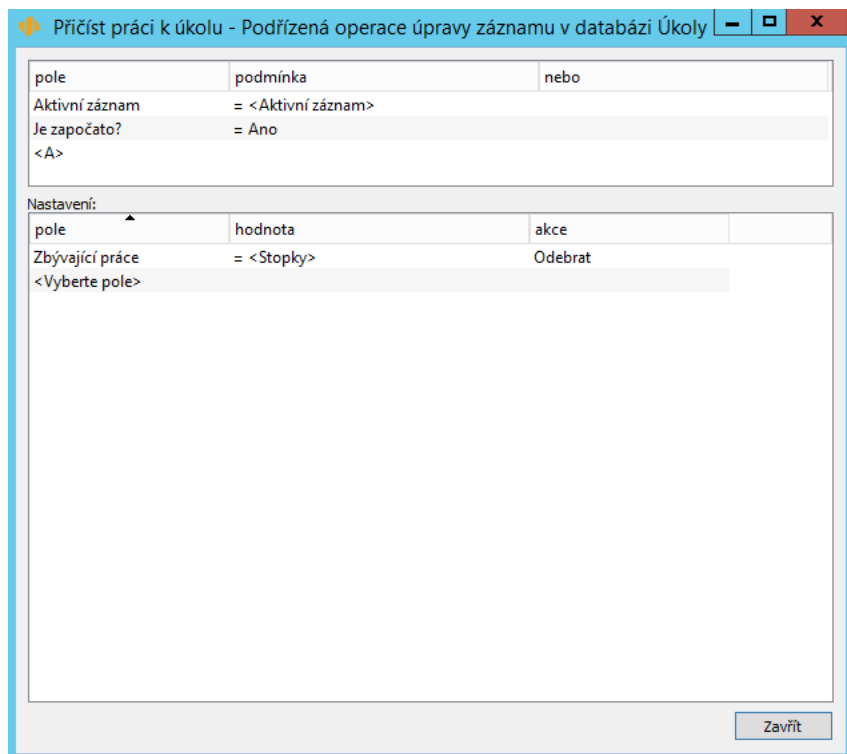 Přičíst práci k úkolu - Podřízená operace úpravy záznamu v databázi Úkoly
pole podmínka nebo
Aktivní záznam = <Aktivní záznam>
Je započato? = Ano
<A>
Nastavení:
pole hodnota akce
Zbývající práce = <Stopky> Odebrat
<Vyberte pole>
Zavřít